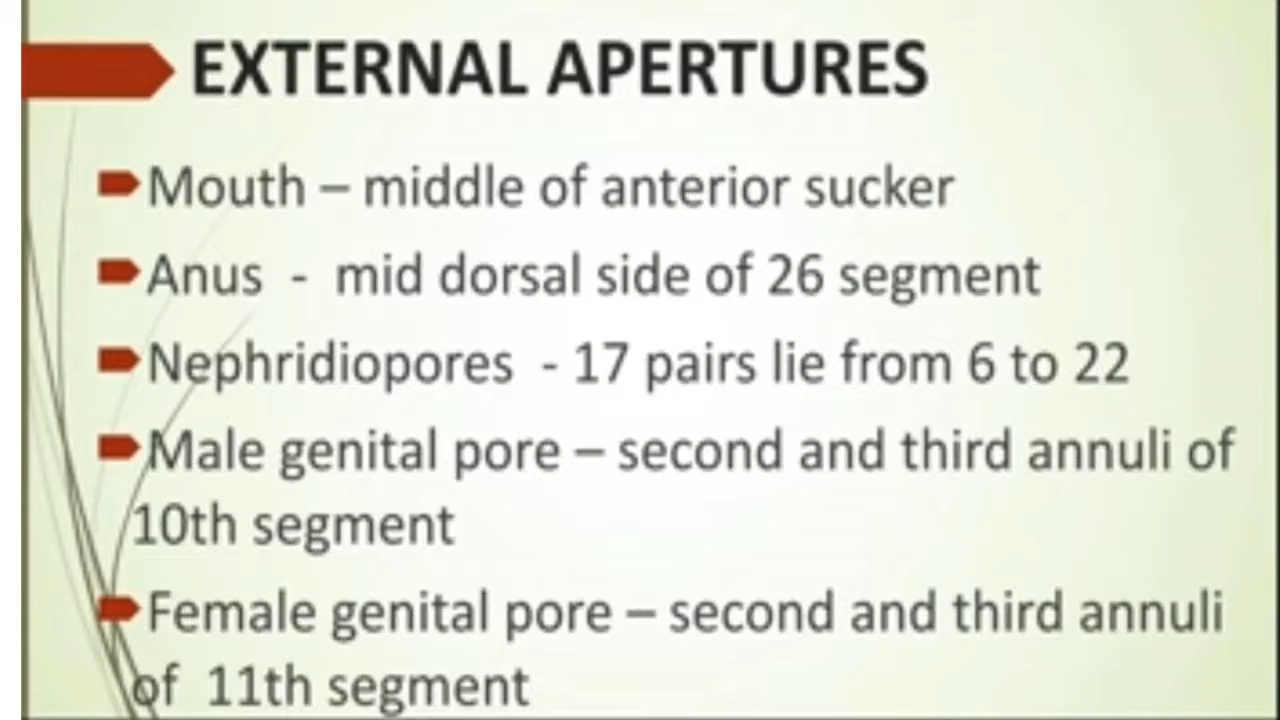 EXTERNAL APERTURES
Mouth – middle of anterior sucker
Anus - mid dorsal side of 26 segment
Nephridiopores - 17 pairs lie from 6 to 22
Male genital pore – second and third annuli of
10th segment
Female genital pore – second and third annuli
of 11th segment